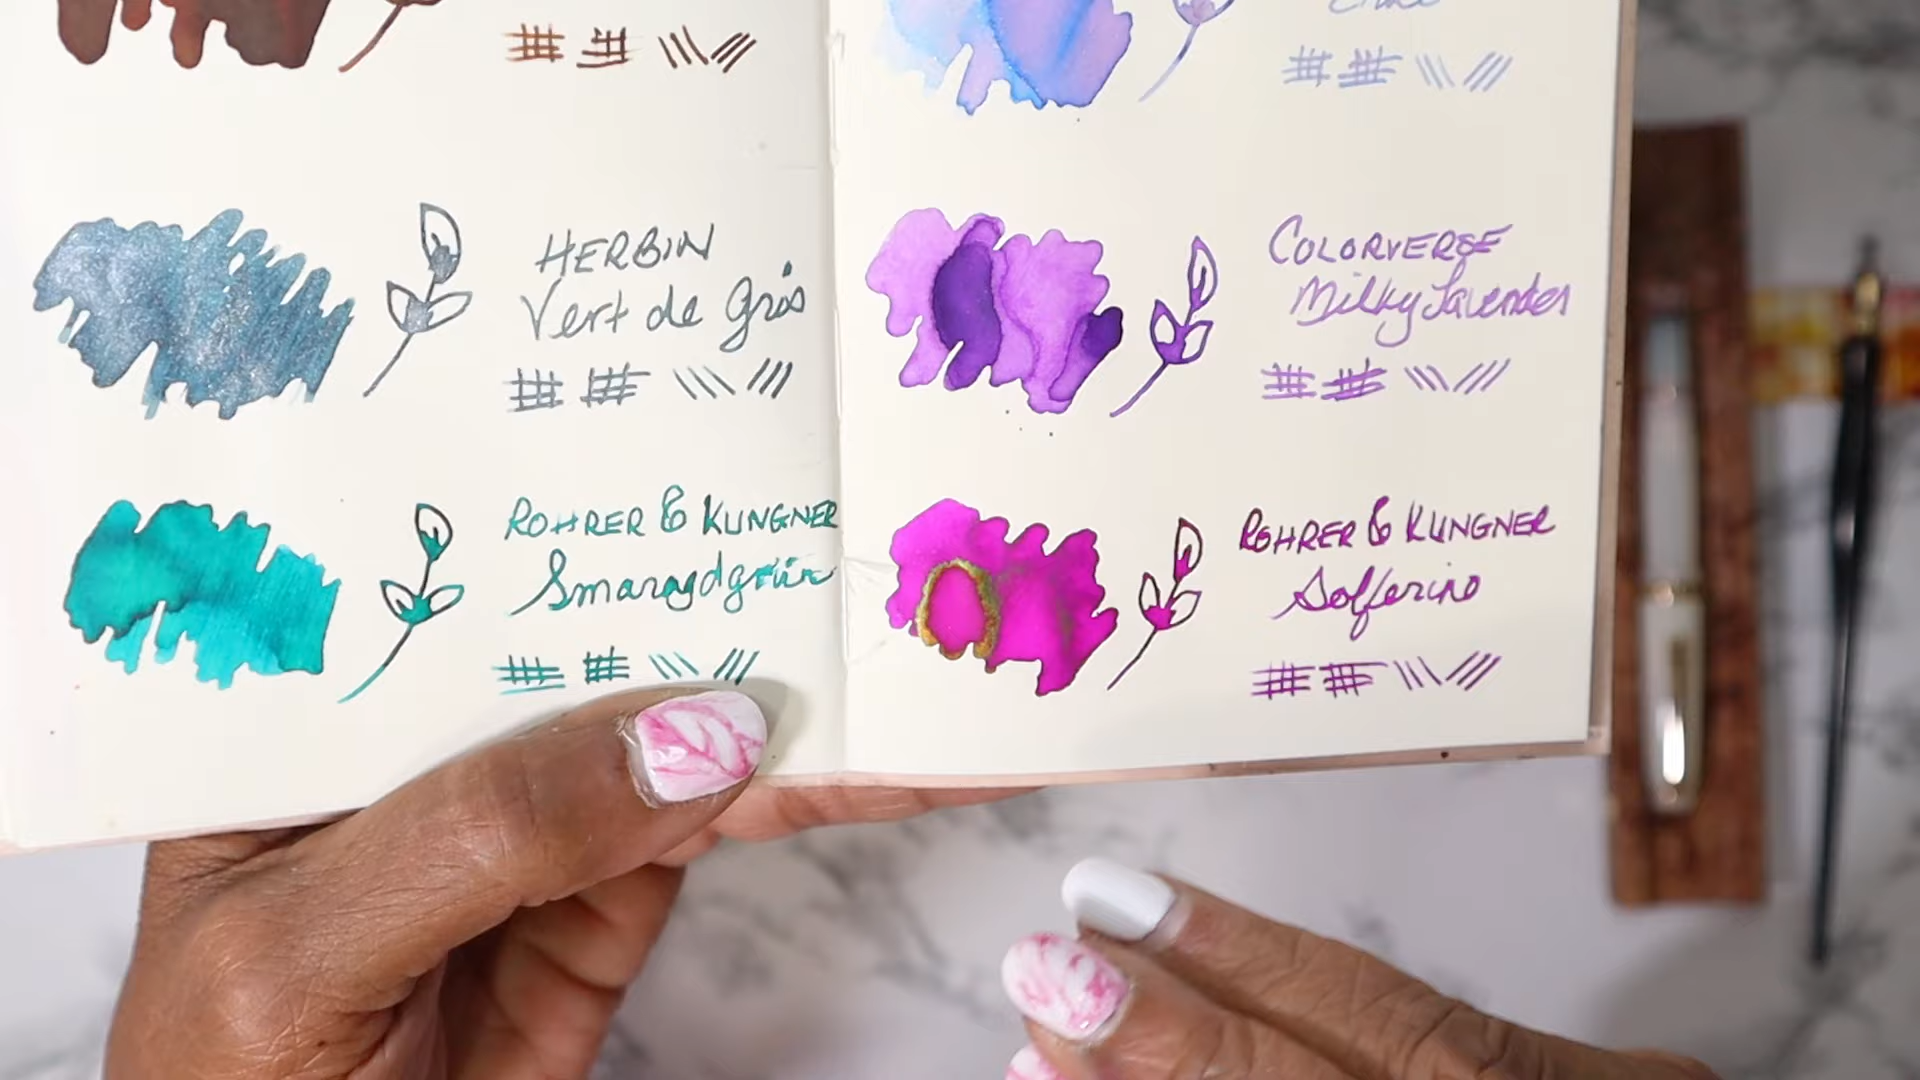 HERBIN
Vert de Gris
ROHRER & KLINGNER
Smaragdgrün
COLORVERSE
Milky Lavender
ROHRER & KLINGNER
Solferino